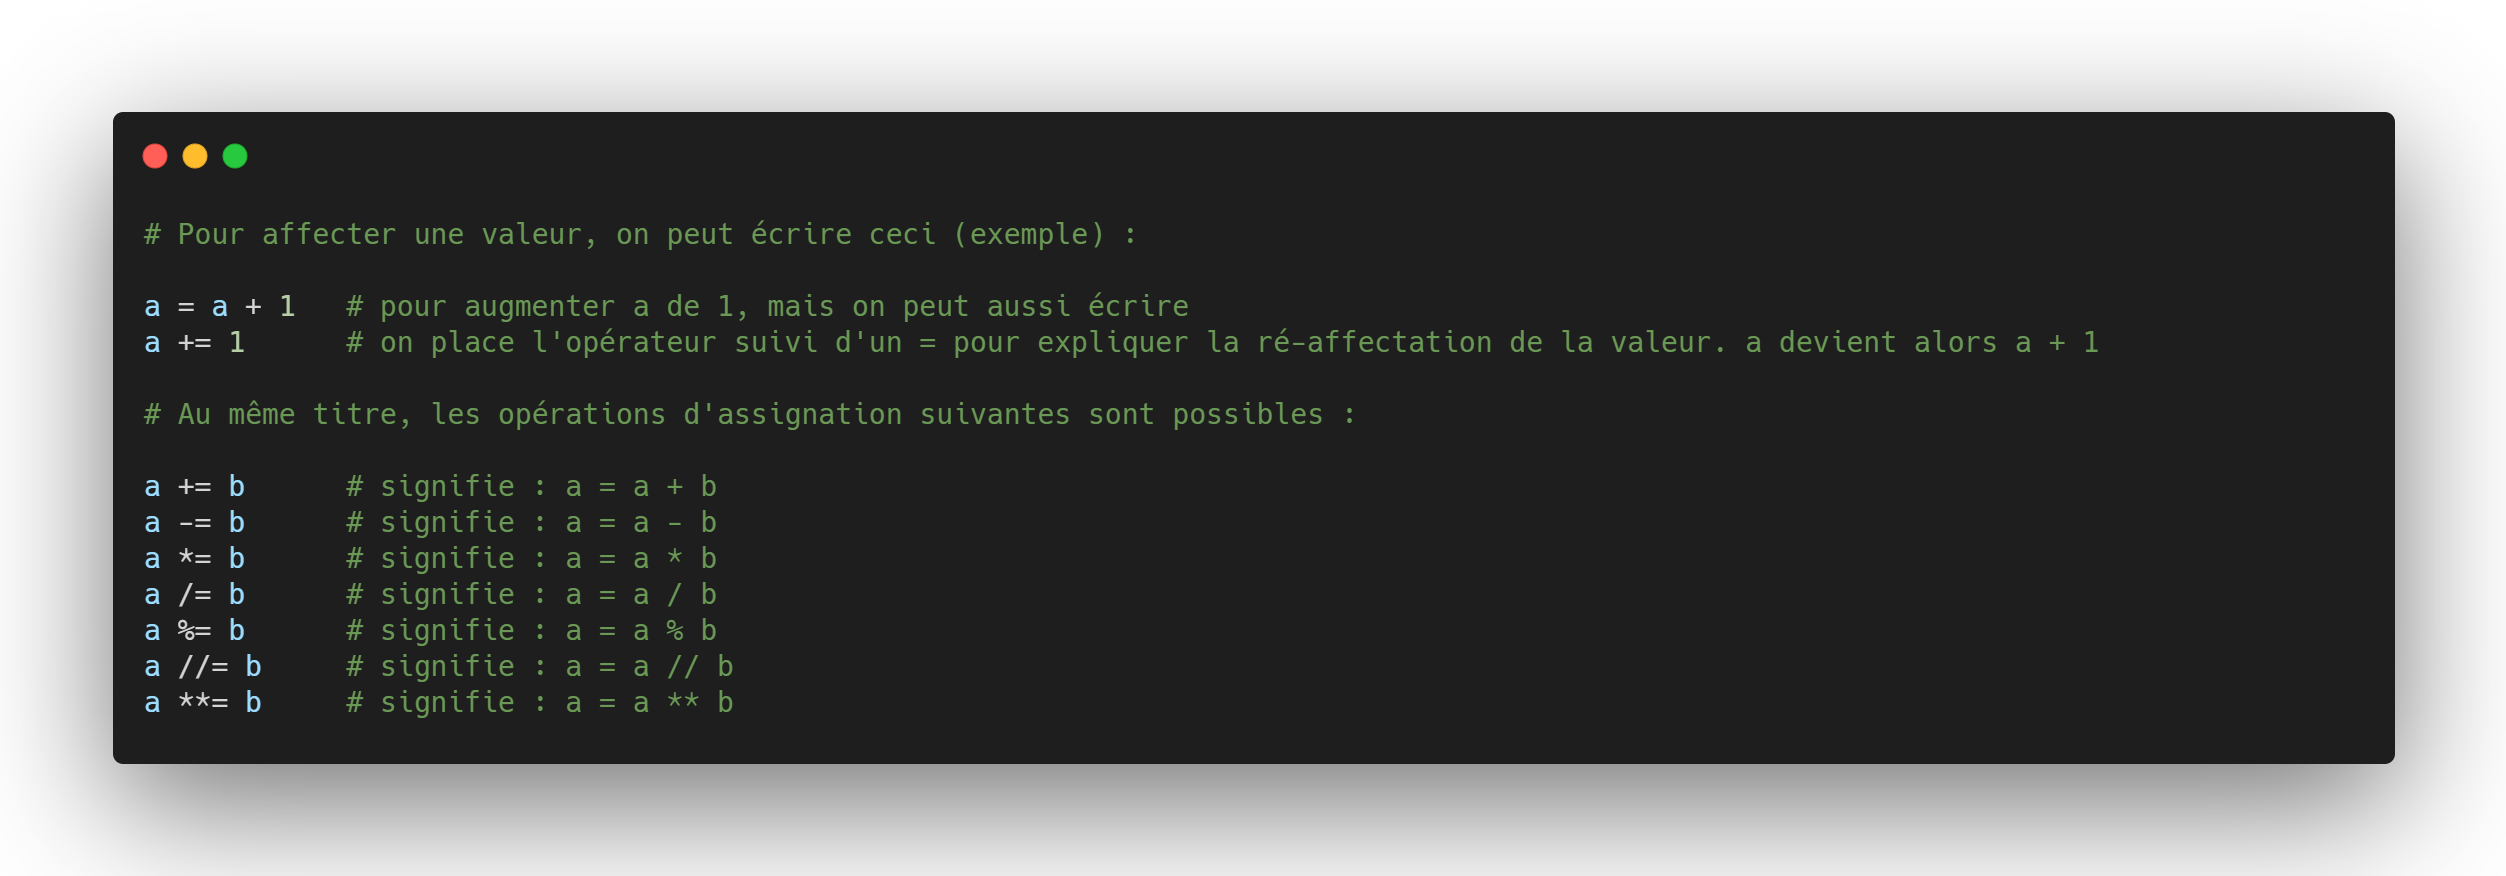 # Pour affecter une valeur, on peut écrire ceci (exemple) :
a = a + 1   # pour augmenter a de 1, mais on peut aussi écrire
a += 1      # on place l'opérateur suivi d'un = pour expliquer la ré-affectation de la valeur. a devient alors a + 1
# Au même titre, les opérations d'assignation suivantes sont possibles :
a += b      # signifie : a = a + b
a -= b      # signifie : a = a - b
a *= b      # signifie : a = a * b
a /= b      # signifie : a = a / b
a %= b      # signifie : a = a % b
a //= b     # signifie : a = a // b
a **= b     # signifie : a = a ** b